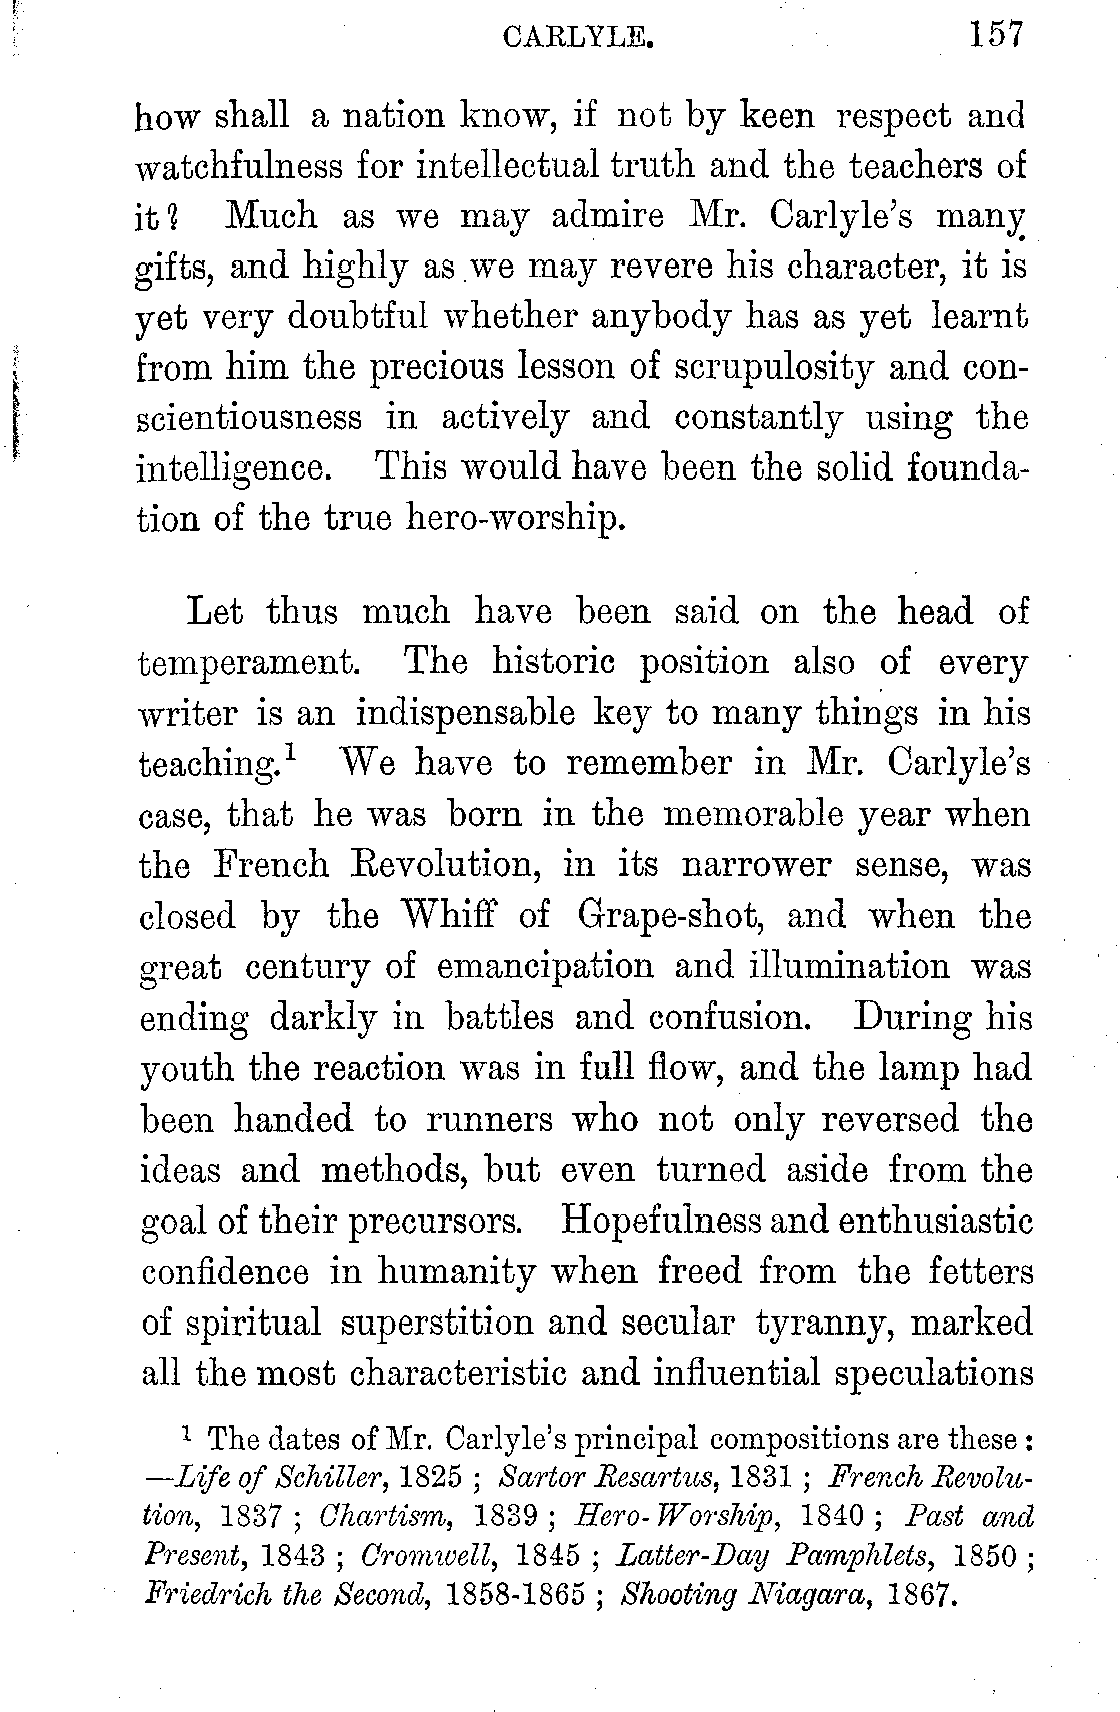 CARLYLE. 157
how shall a nation know, if not by keen respect and
watchfulness for intellectual truth and the teachers of
it? Much as we may admire Mr. Carlyle's many
gifts, and highly as we may revere his character, it is
yet very doubtful whether anybody has as yet learnt
from him the precious lesson of scrupulosity and con-
scientiousness in actively and constantly using the
intelligence. This would have been the solid founda-
tion of the true hero-worship.
Let thus much have been said on the head of
temperament. The historic position also of every
writer is an indispensable key to many things in his
teaching.¹ We have to remember in Mr. Carlyle's
case, that he was born in the memorable year when
the French Revolution, in its narrower sense, was
closed by the Whiff of Grape-shot, and when the
great century of emancipation and illumination was
ending darkly in battles and confusion. During his
youth the reaction was in full flow, and the lamp had
been handed to runners who not only reversed the
ideas and methods, but even turned aside from the
goal of their precursors. Hopefulness and enthusiastic
confidence in humanity when freed from the fetters
of spiritual superstition and secular tyranny, marked
all the most characteristic and influential speculations
¹ The dates of Mr. Carlyle's principal compositions are these :
—Life of Schiller, 1825 ; Sartor Resartus, 1831 ; French Revolu-
tion, 1837 ; Chartism, 1839 ; Hero-Worship, 1840 ; Past and
Present, 1843 ; Cromwell, 1845 ; Latter-Day Pamphlets, 1850 ;
Friedrich the Second, 1858-1865 ; Shooting Niagara, 1867.